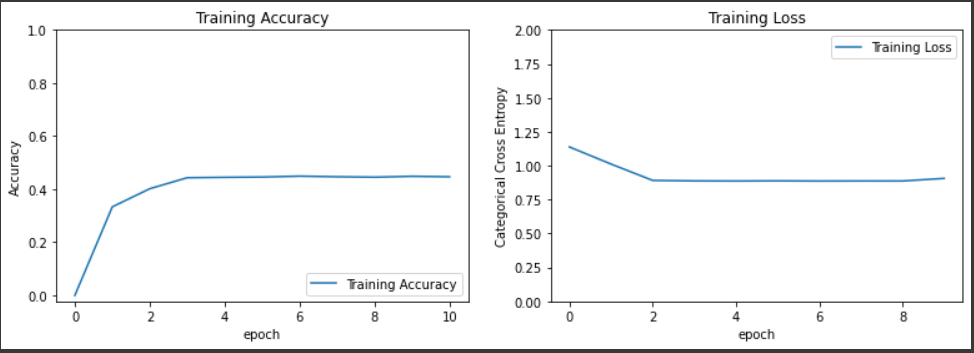 Training Accuracy
1.0
0.8
0.6
0.4
0.2
0.0
Accuracy
Training Accuracy
0 2 4 6 8 10
epoch
Training Loss
2.00
1.75
1.50
1.25
1.00
0.75
0.50
0.25
0.00
Categorical Cross Entropy
Training Loss
0 2 4 6 8
epoch